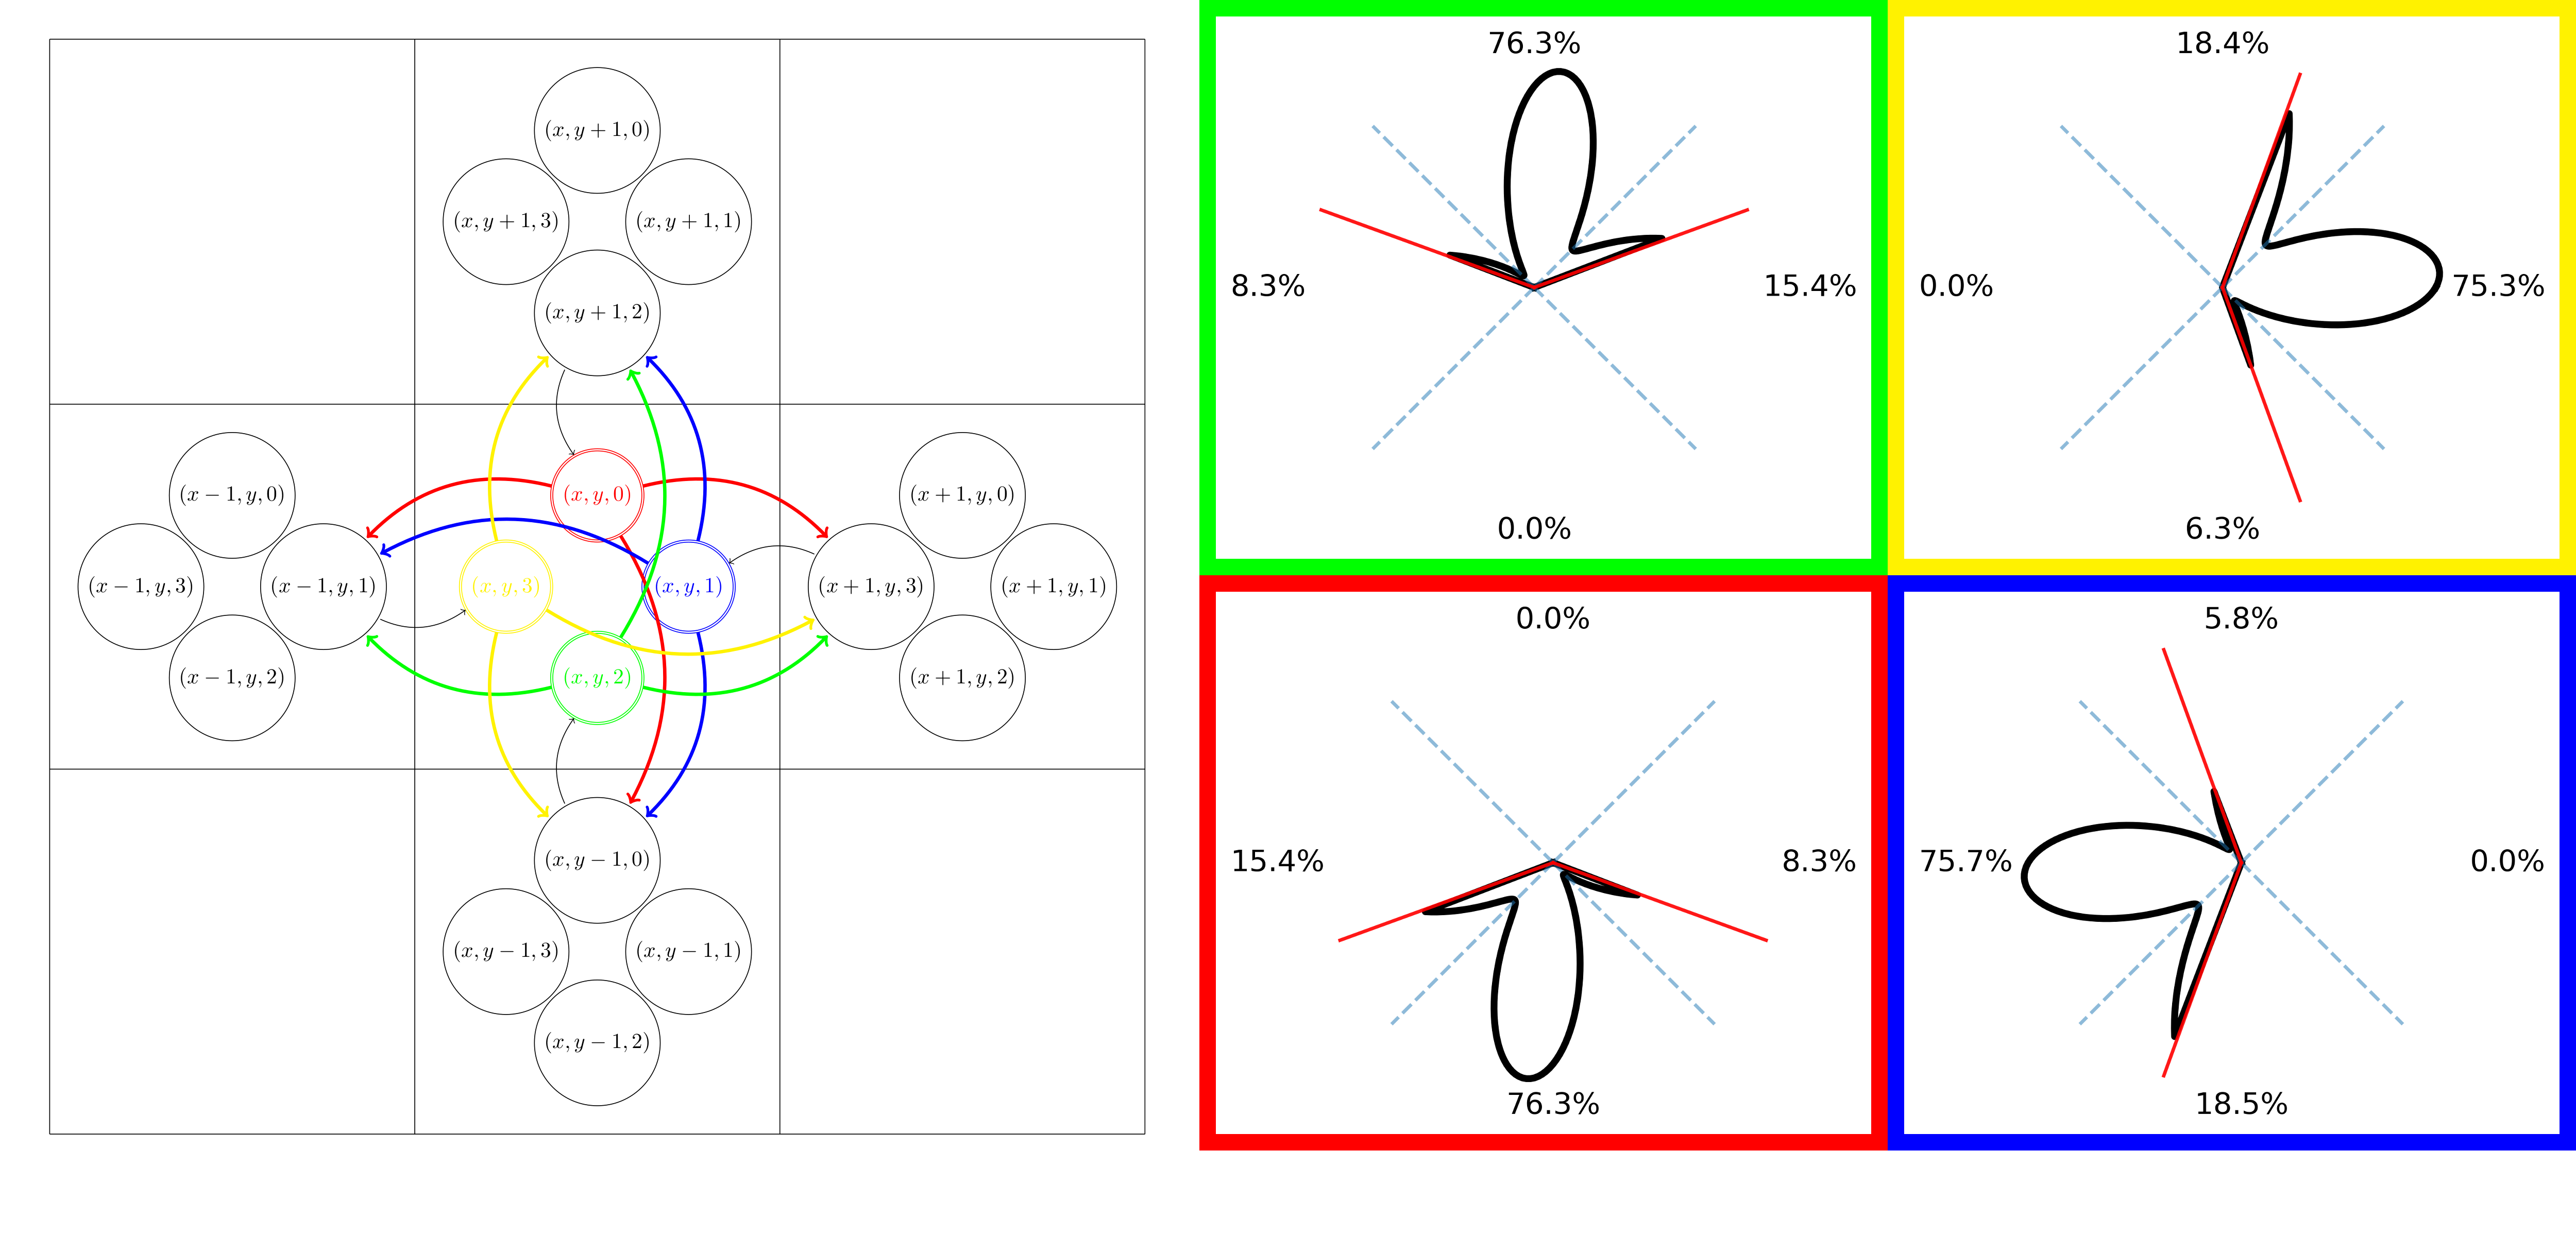 (x, y + 1, 0)
(x, y + 1, 3)
(x, y + 1, 1)
(x, y + 1, 2)
(x − 1, y, 0)
(x, y, 0)
(x + 1, y, 0)
(x − 1, y, 3)
(x − 1, y, 1)
(x, y, 3)
(x, y, 1)
(x + 1, y, 3)
(x + 1, y, 1)
(x − 1, y, 2)
(x, y, 2)
(x + 1, y, 2)
(x, y − 1, 0)
(x, y − 1, 3)
(x, y − 1, 1)
(x, y − 1, 2)
76.3%
8.3%
15.4%
0.0%
18.4%
0.0%
75.3%
6.3%
0.0%
15.4%
8.3%
76.3%
5.8%
75.7%
0.0%
18.5%